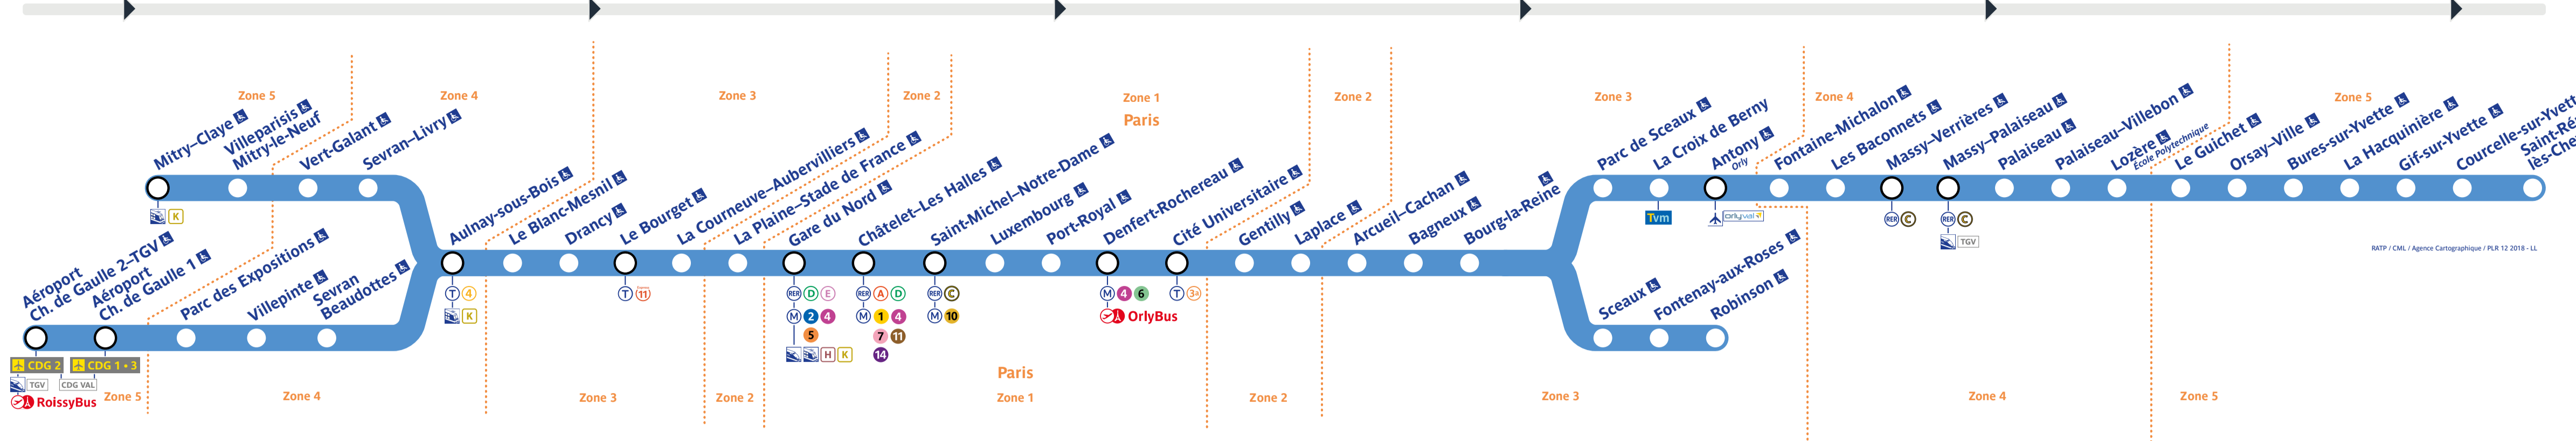 Zone 5
Zone 4
Zone 3
Zone 2
Zone 1
Paris
Zone 2
Zone 3
Zone 4
Zone 5
Mitry–Claye
Villeparisis
Mitry-le-Neuf
Vert-Galant
Sevran–Livry
K
Aéroport
Ch. de Gaulle 2–TGV
Aéroport
Ch. de Gaulle 1
Parc des Expositions
Villepinte
Sevran
Beaudottes
CDG 2
CDG 1 • 3
TGV
CDG VAL
RoissyBus
Aulnay-sous-Bois
T 4
K
Le Blanc-Mesnil
Drancy
Le Bourget
T 11
La Courneuve–Aubervilliers
La Plaine–Stade de France
Gare du Nord
RER D E
M 2 4
5
H K
Châtelet–Les Halles
RER A D
M 1 4
7 11
14
Saint-Michel–Notre-Dame
RER C
M 10
Luxembourg
Port-Royal
Denfert-Rochereau
M 4 6
OrlyBus
Cité Universitaire
T 3a
Gentilly
Laplace
Arcueil–Cachan
Bagneux
Bourg-la-Reine
Parc de Sceaux
La Croix de Berny
Tvm
Antony
Orly
orlyval
Fontaine-Michalon
Les Baconnets
Massy–Verrières
RER C
Massy–Palaiseau
RER C
TGV
Palaiseau
Palaiseau–Villebon
Lozère
École Polytechnique
Le Guichet
Orsay–Ville
Bures-sur-Yvette
La Hacquinière
Gif-sur-Yvette
Courcelle-sur-Yvett
Saint-Ré
lès-Che
Sceaux
Fontenay-aux-Roses
Robinson
RATP / CML / Agence Cartographique / PLR 12 2018 - LL
Zone 5
Zone 4
Zone 3
Zone 2
Paris
Zone 1
Zone 2
Zone 3
Zone 4
Zone 5